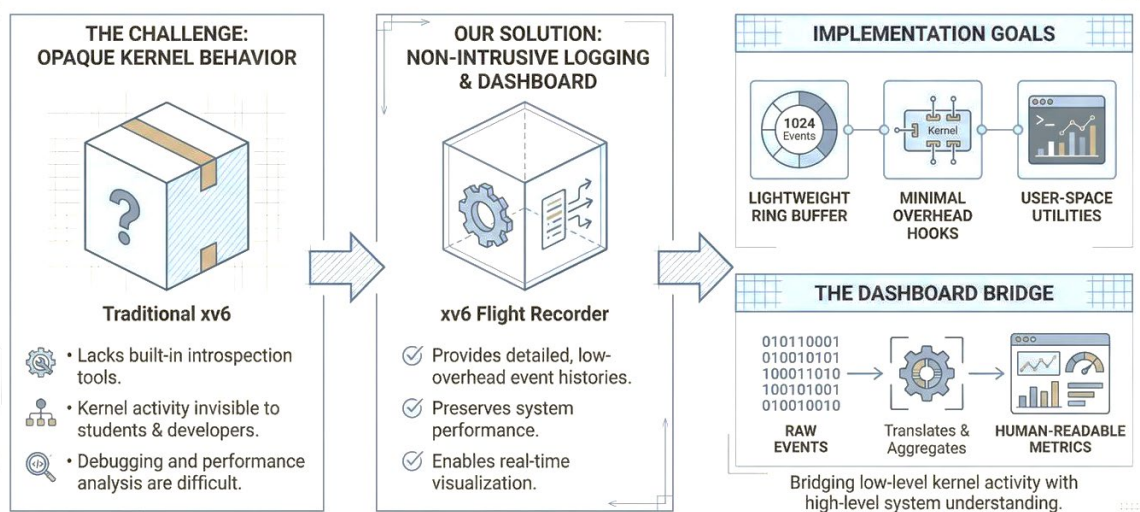 THE CHALLENGE:
OPAQUE KERNEL BEHAVIOR
?
Traditional xv6
• Lacks built-in introspection
tools.
• Kernel activity invisible to
students & developers.
• Debugging and performance
analysis are difficult.
OUR SOLUTION:
NON-INTRUSIVE LOGGING
& DASHBOARD
xv6 Flight Recorder
Provides detailed, low-
overhead event histories.
Preserves system
performance.
Enables real-time
visualization.
IMPLEMENTATION GOALS
1024
Events
Kernel
>_
LIGHTWEIGHT
RING BUFFER
MINIMAL
OVERHEAD
HOOKS
USER-SPACE
UTILITIES
THE DASHBOARD BRIDGE
010110001
010010101
100011010
100101001
010010010
RAW
EVENTS
Translates &
Aggregates
HUMAN-READABLE
METRICS
Bridging low-level kernel activity with
high-level system understanding.